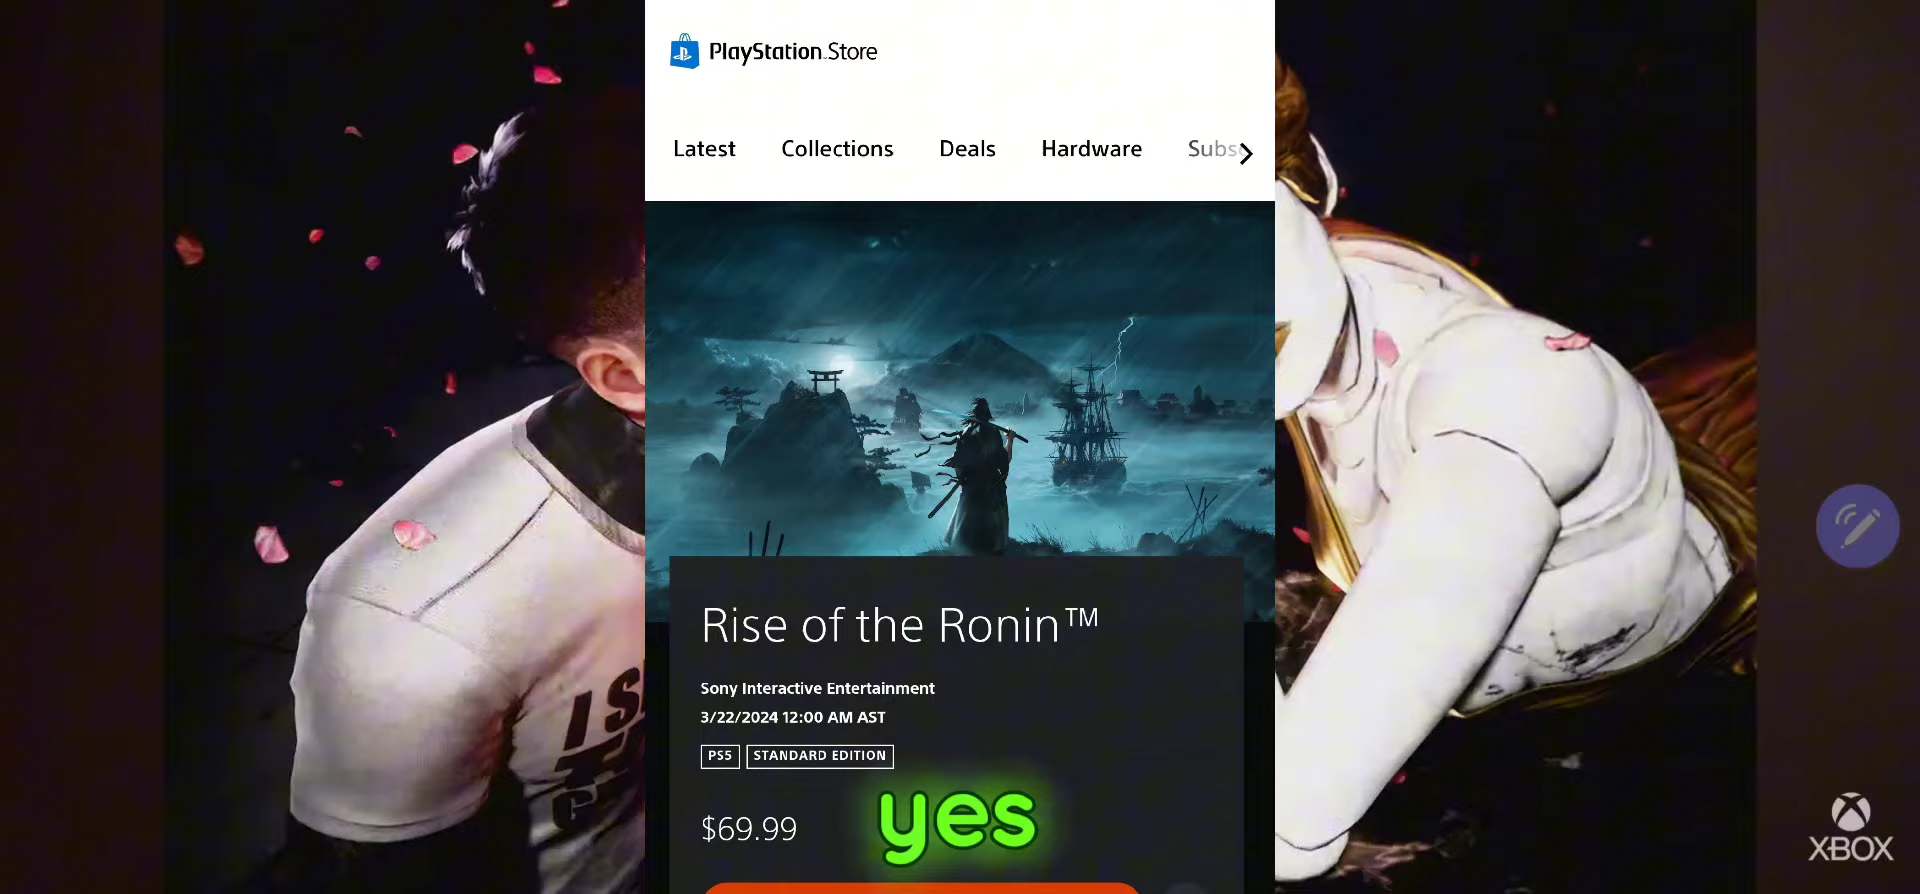 PlayStation Store
Latest Collections Deals Hardware
Rise of the Ronin™
Sony Interactive Entertainment
3/22/2024 12:00 AM AST
PS5 STANDARD EDITION
$69.99
yes
XBOX